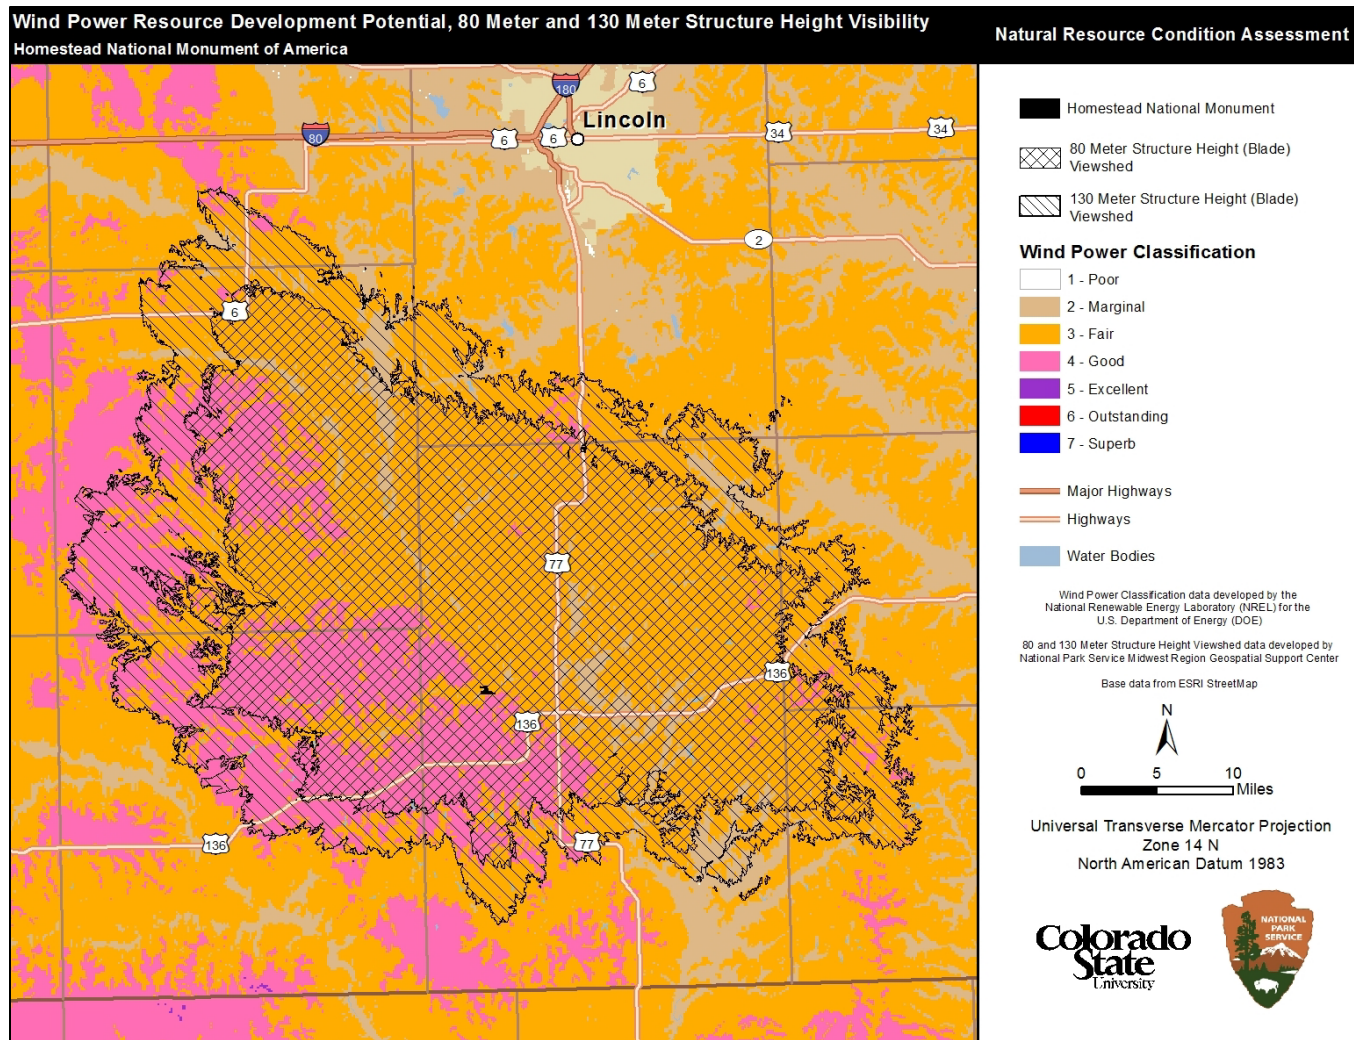 Wind Power Resource Development Potential, 80 Meter and 130 Meter Structure Height Visibility
Homestead National Monument of America
Natural Resource Condition Assessment
180
6
Lincoln
80
6
6
34
34
2
6
77
136
136
136
77
Homestead National Monument
80 Meter Structure Height (Blade)
Viewshed
130 Meter Structure Height (Blade)
Viewshed
Wind Power Classification
1 - Poor
2 - Marginal
3 - Fair
4 - Good
5 - Excellent
6 - Outstanding
7 - Superb
Major Highways
Highways
Water Bodies
Wind Power Classification data developed by the
National Renewable Energy Laboratory (NREL) for the
U.S. Department of Energy (DOE)
80 and 130 Meter Structure Height Viewshed data developed by
National Park Service Midwest Region Geospatial Support Center
Base data from ESRI StreetMap
N
0 5 10
Miles
Universal Transverse Mercator Projection
Zone 14 N
North American Datum 1983
Colorado
State
University
NATIONAL
PARK
SERVICE